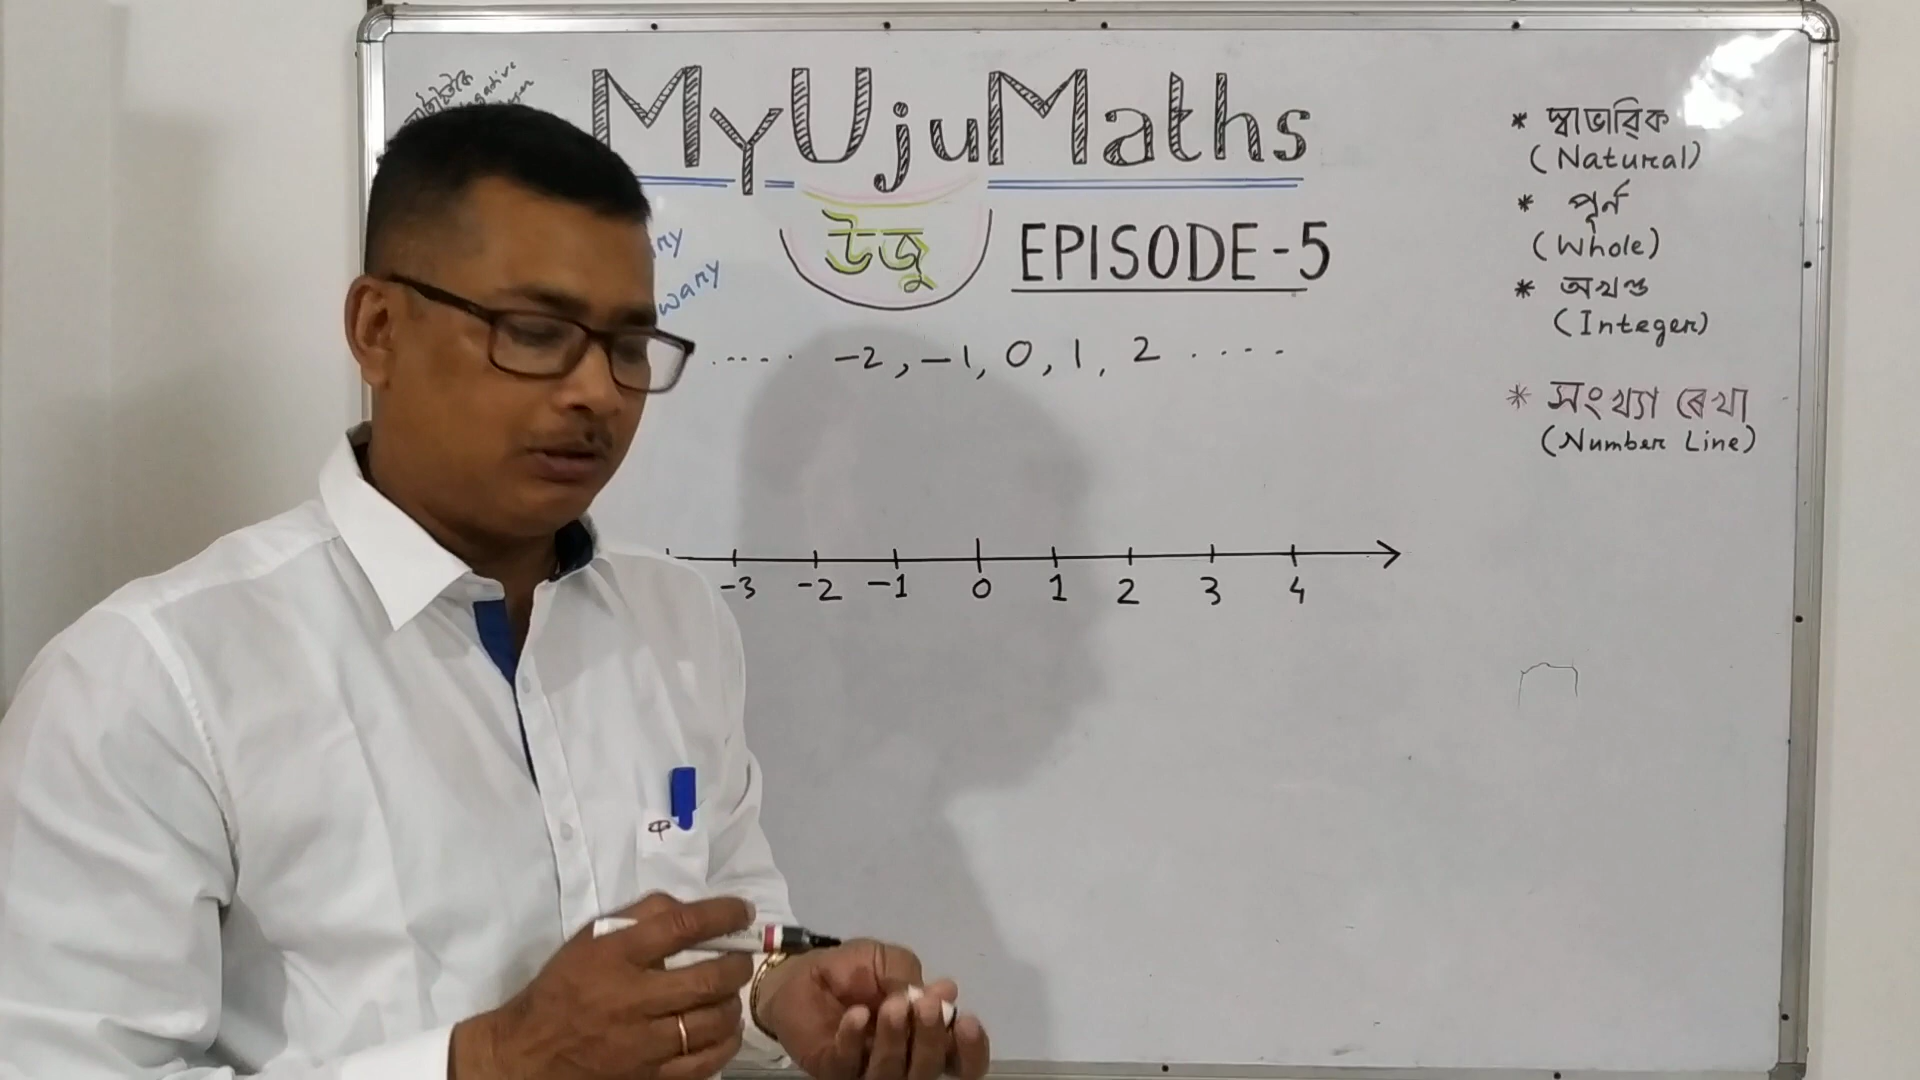 MyUjuMaths
উজু
EPISODE-5
..... -2, -1, 0, 1, 2 ....
-3 -2 -1 0 1 2 3 4
* স্বাভাৱিক
(Natural)
* পূৰ্ন
(Whole)
* অখণ্ড
(Integer)
* সংখ্যা ৰেখা
(Number Line)